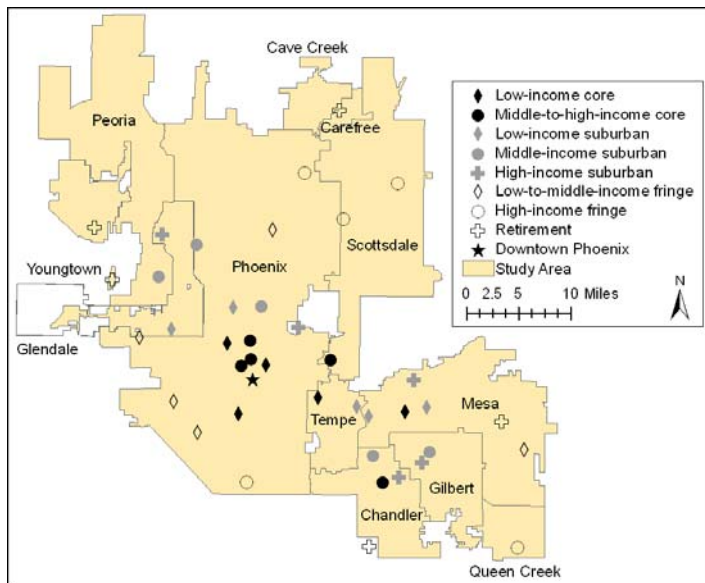 Cave Creek
Peoria
Carefree
Scottsdale
Youngtown
Phoenix
Glendale
Tempe
Mesa
Gilbert
Chandler
Queen Creek
Low-income core
Middle-to-high-income core
Low-income suburban
Middle-income suburban
High-income suburban
Low-to-middle-income fringe
High-income fringe
Retirement
Downtown Phoenix
Study Area
N
0 2.5 5 10 Miles